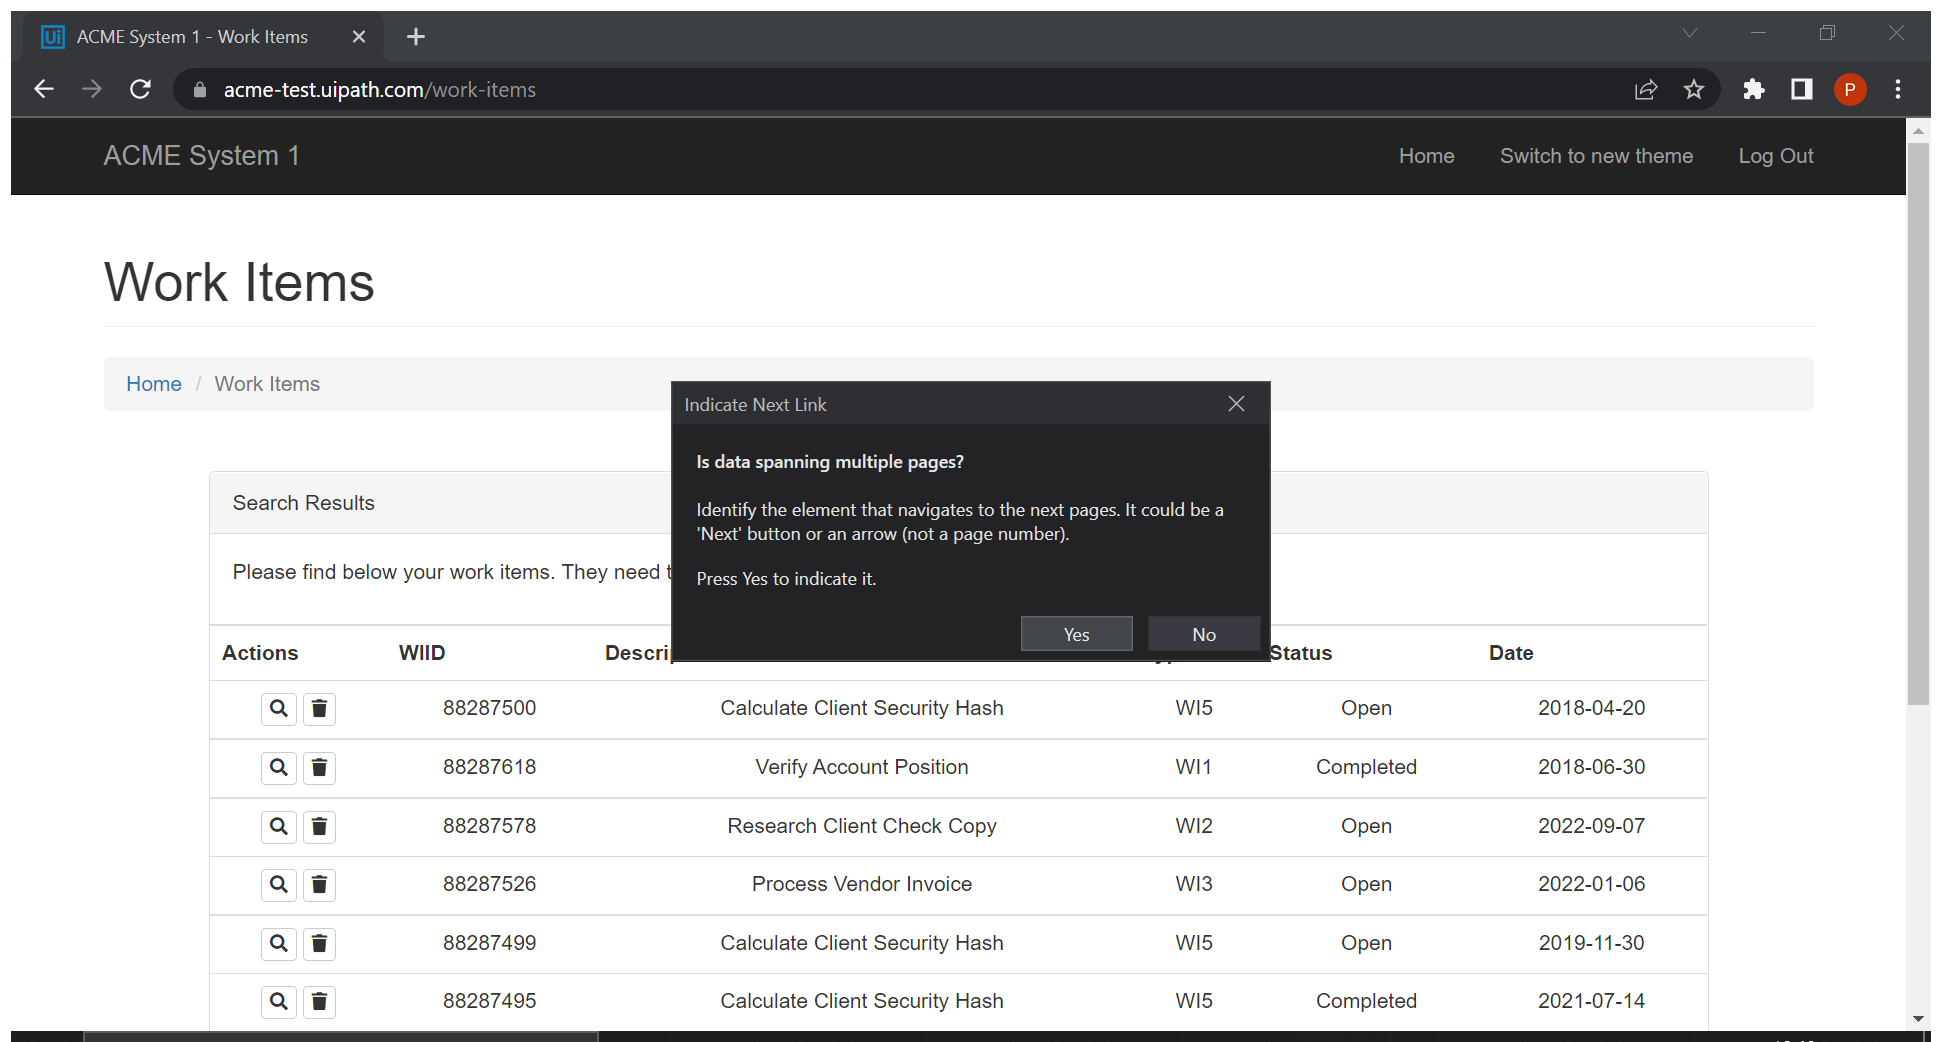 ACME System 1 - Work Items
acme-test.uipath.com/work-items
P
ACME System 1
Home Switch to new theme Log Out
Work Items
Home / Work Items
Indicate Next Link
Is data spanning multiple pages?
Identify the element that navigates to the next pages. It could be a
'Next' button or an arrow (not a page number).
Press Yes to indicate it.
Yes No
Search Results
Please find below your work items. They need
Actions WIID Status Date
88287500 Calculate Client Security Hash WI5 Open 2018-04-20
88287618 Verify Account Position WI1 Completed 2018-06-30
88287578 Research Client Check Copy WI2 Open 2022-09-07
88287526 Process Vendor Invoice WI3 Open 2022-01-06
88287499 Calculate Client Security Hash WI5 Open 2019-11-30
88287495 Calculate Client Security Hash WI5 Completed 2021-07-14